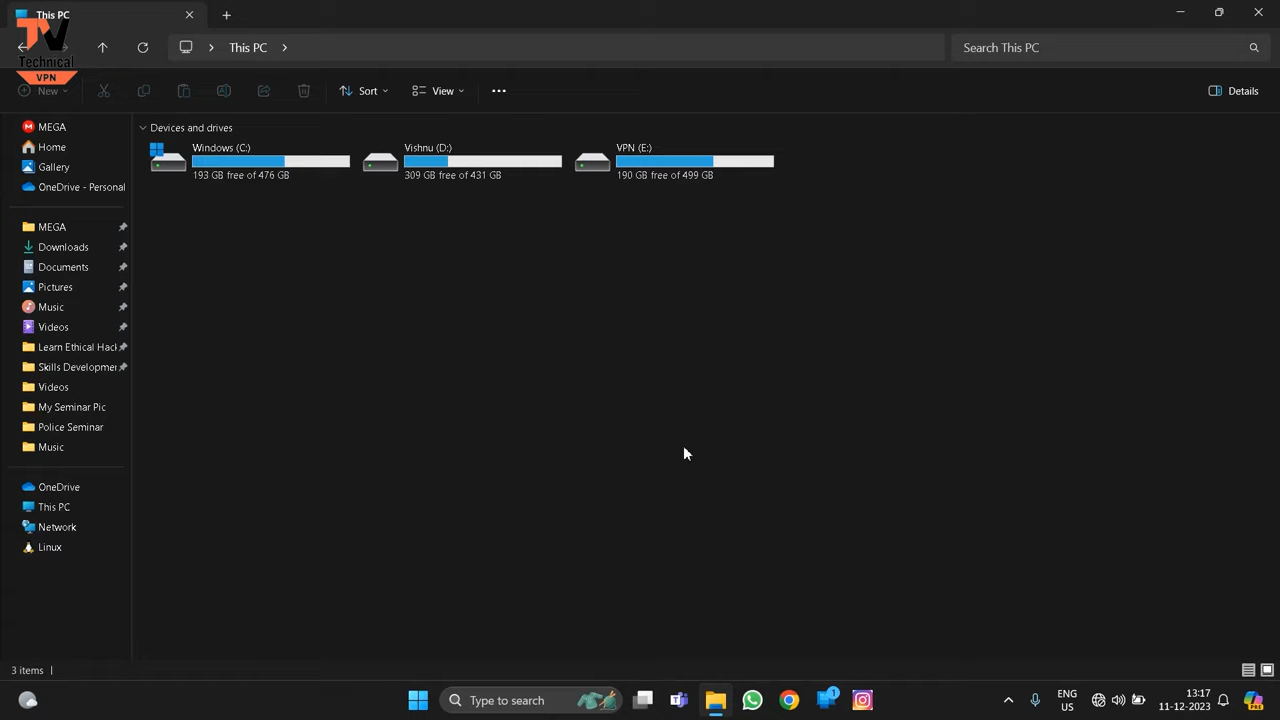 This PC
TV
Technical
VPN
This PC
Search This PC
New
Sort
View
Details
MEGA
Home
Gallery
OneDrive - Personal
MEGA
Downloads
Documents
Pictures
Music
Videos
Learn Ethical Hack
Skills Developmen
Videos
My Seminar Pic
Police Seminar
Music
OneDrive
This PC
Network
Linux
Devices and drives
Windows (C:)
193 GB free of 476 GB
Vishnu (D:)
309 GB free of 431 GB
VPN (E:)
190 GB free of 499 GB
3 items
Type to search
1
ENG
US
13:17
11-12-2023
PRE